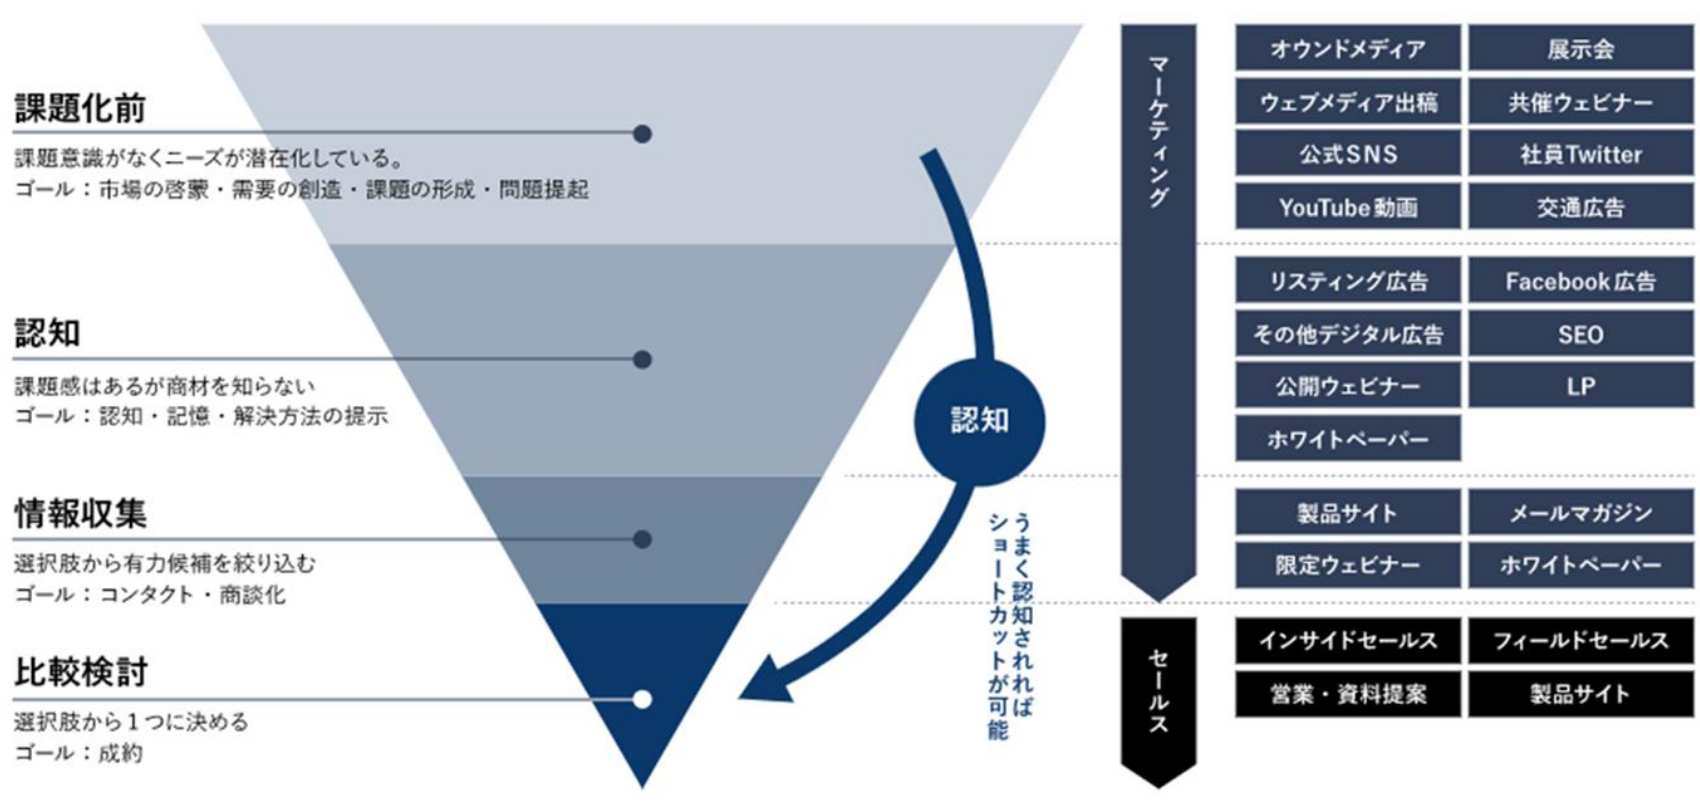 課題化前
課題意識がなくニーズが潜在化している。
ゴール：市場の啓蒙・需要の創造・課題の形成・問題提起
認知
課題感はあるが商材を知らない
ゴール：認知・記憶・解決方法の提示
情報収集
選択肢から有力候補を絞り込む
ゴール：コンタクト・商談化
比較検討
選択肢から1つに決める
ゴール：成約
認知
うまく認知されれば
ショートカットが可能
マーケティング
セールス
オウンドメディア
展示会
ウェブメディア出稿
共催ウェビナー
公式SNS
社員Twitter
YouTube動画
交通広告
リスティング広告
Facebook広告
その他デジタル広告
SEO
公開ウェビナー
LP
ホワイトペーパー
製品サイト
メールマガジン
限定ウェビナー
ホワイトペーパー
インサイドセールス
フィールドセールス
営業・資料提案
製品サイト